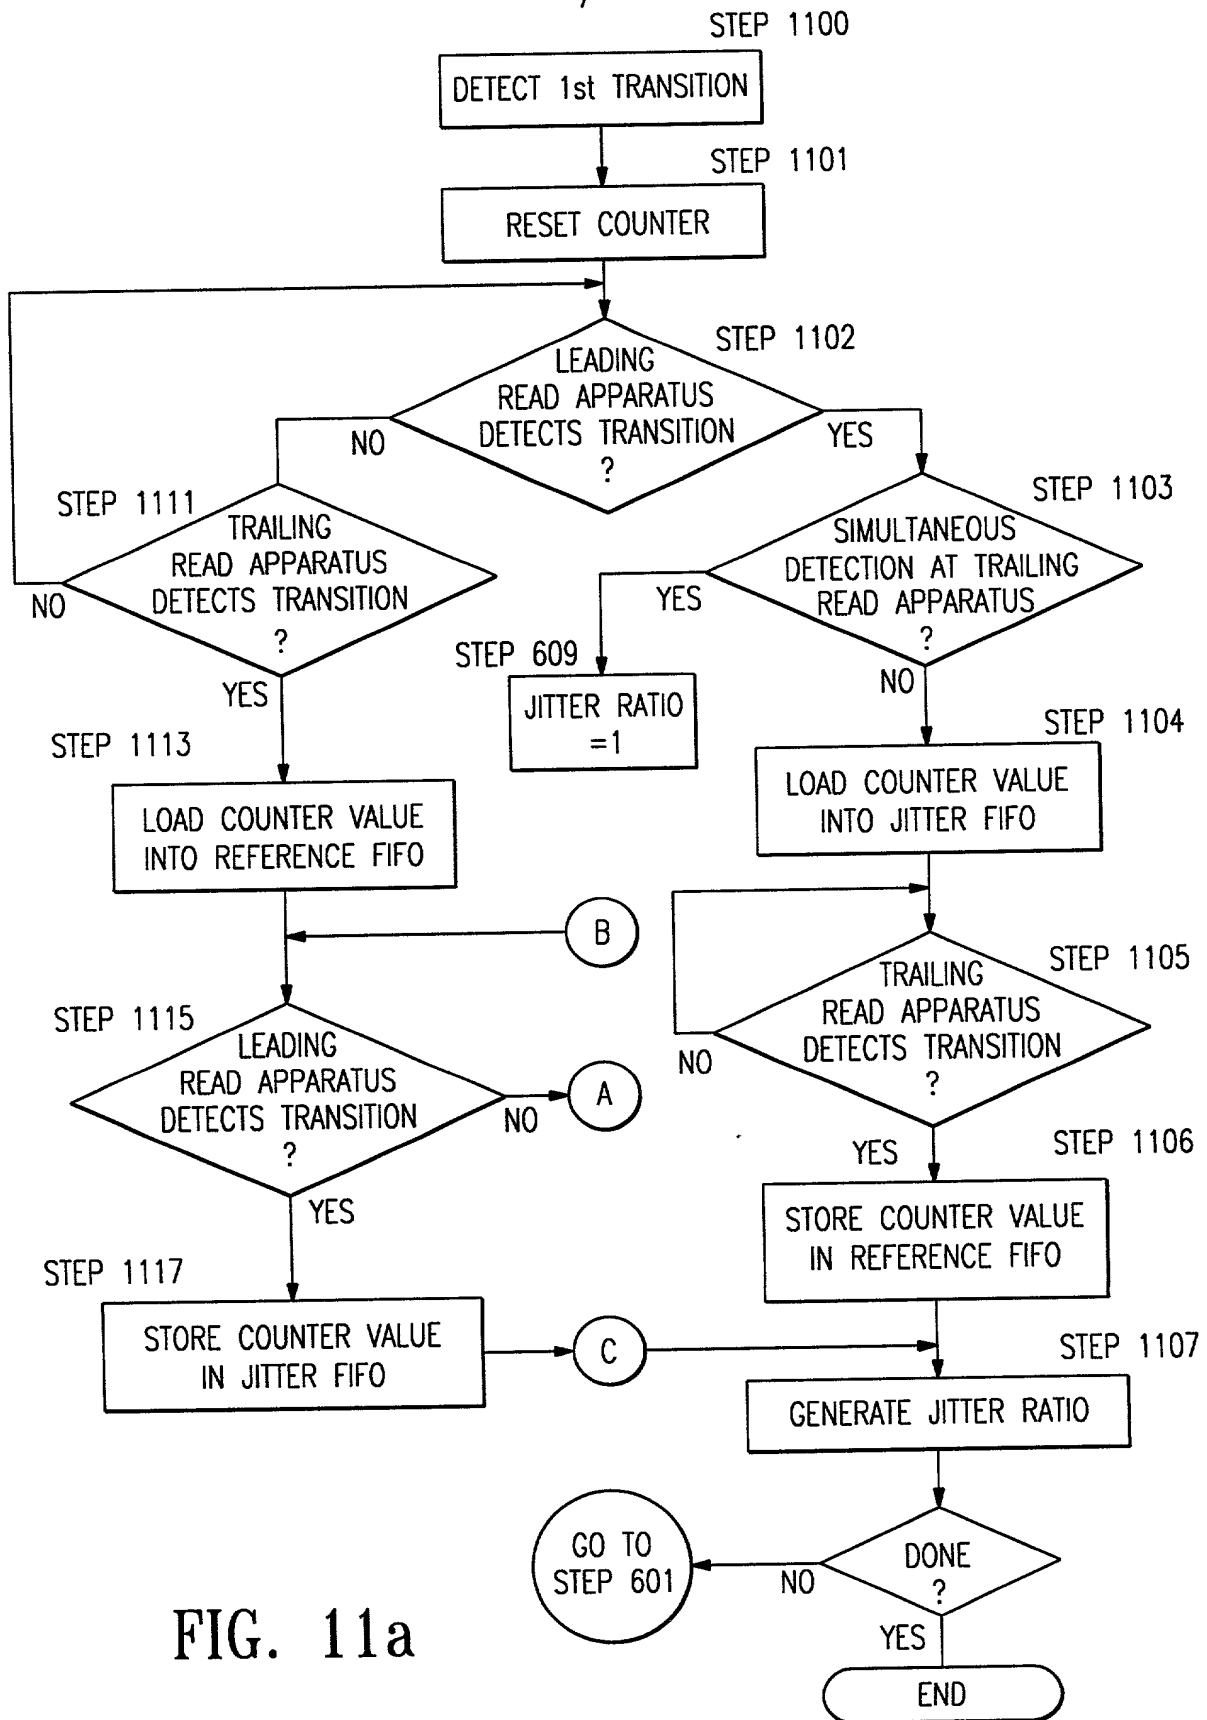 STEP 1100
DETECT 1st TRANSITION
STEP 1101
RESET COUNTER
STEP 1102
LEADING
READ APPARATUS
DETECTS TRANSITION
?
NO
YES
STEP 1111
TRAILING
READ APPARATUS
DETECTS TRANSITION
?
NO
YES
STEP 1103
SIMULTANEOUS
DETECTION AT TRAILING
READ APPARATUS
?
YES
NO
STEP 609
JITTER RATIO
=1
STEP 1113
LOAD COUNTER VALUE
INTO REFERENCE FIFO
STEP 1104
LOAD COUNTER VALUE
INTO JITTER FIFO
B
STEP 1105
TRAILING
READ APPARATUS
DETECTS TRANSITION
?
NO
YES
STEP 1115
LEADING
READ APPARATUS
DETECTS TRANSITION
?
NO
A
YES
STEP 1106
STORE COUNTER VALUE
IN REFERENCE FIFO
STEP 1117
STORE COUNTER VALUE
IN JITTER FIFO
C
STEP 1107
GENERATE JITTER RATIO
DONE
?
NO
GO TO
STEP 601
YES
END
FIG. 11a